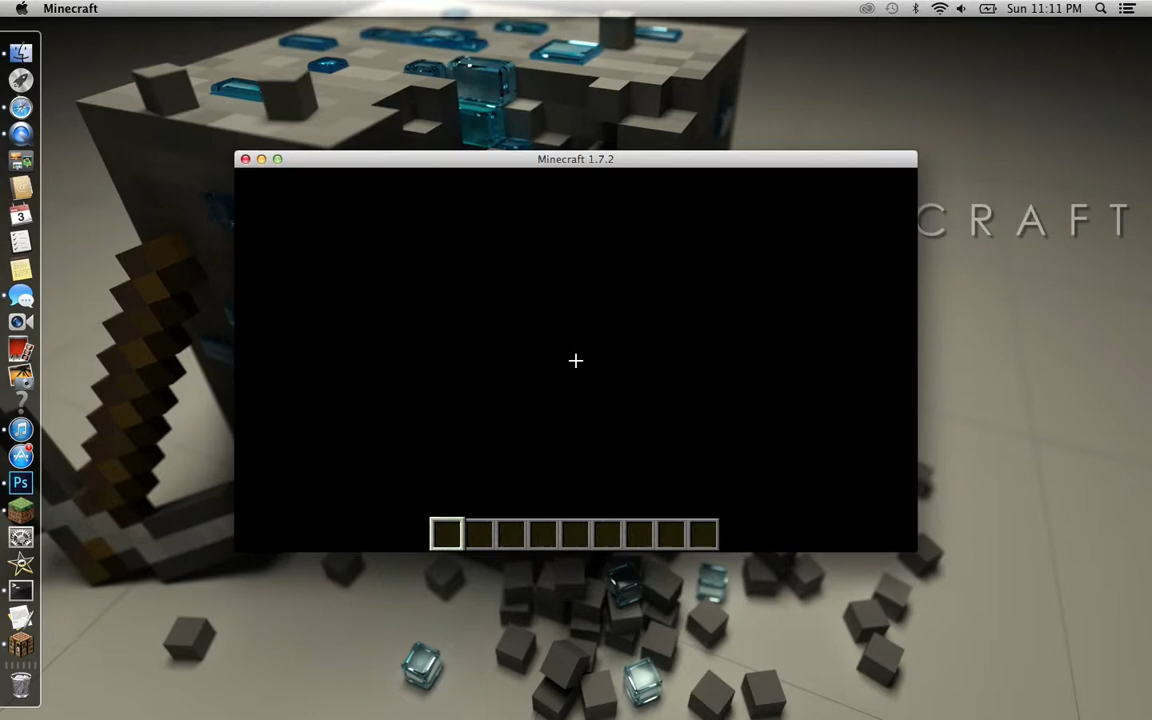 Minecraft
Sun 11:11 PM
Minecraft 1.7.2
CRAFT
3
Ps